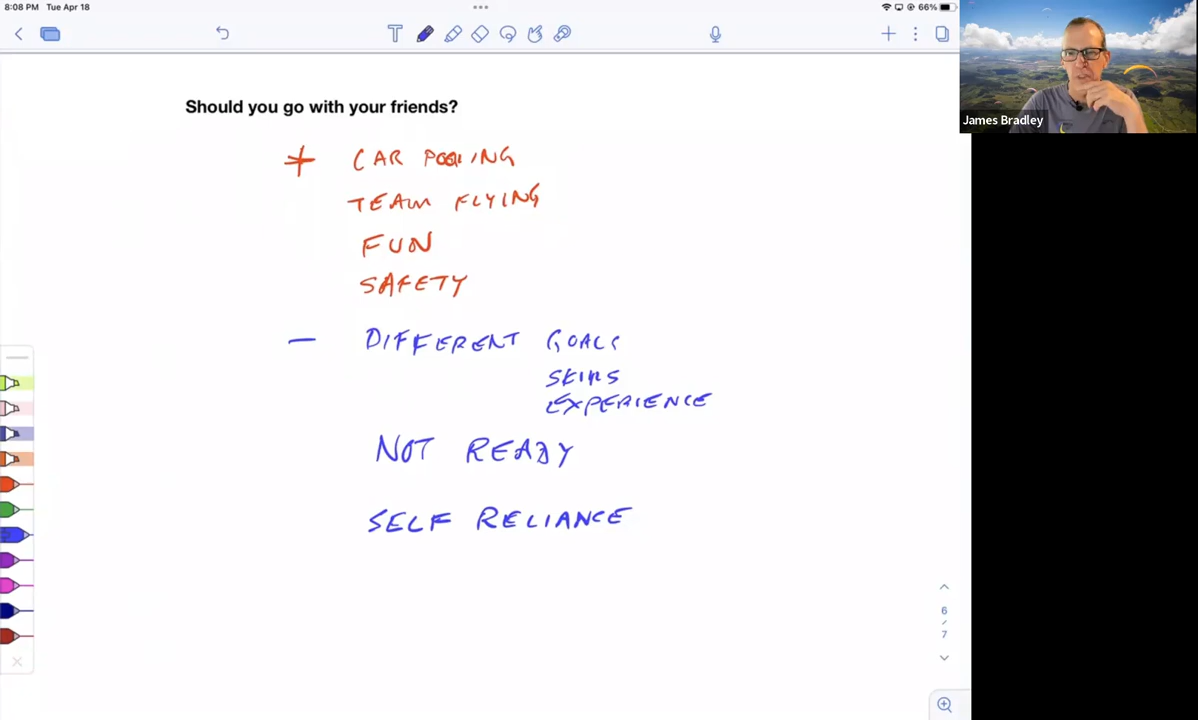 8:08 PM Tue Apr 18
66%
James Bradley
Should you go with your friends?
+ CAR POOLING
TEAM FLYING
FUN
SAFETY
– DIFFERENT GOALS
SKILLS
EXPERIENCE
NOT READY
SELF RELIANCE
6
/
7